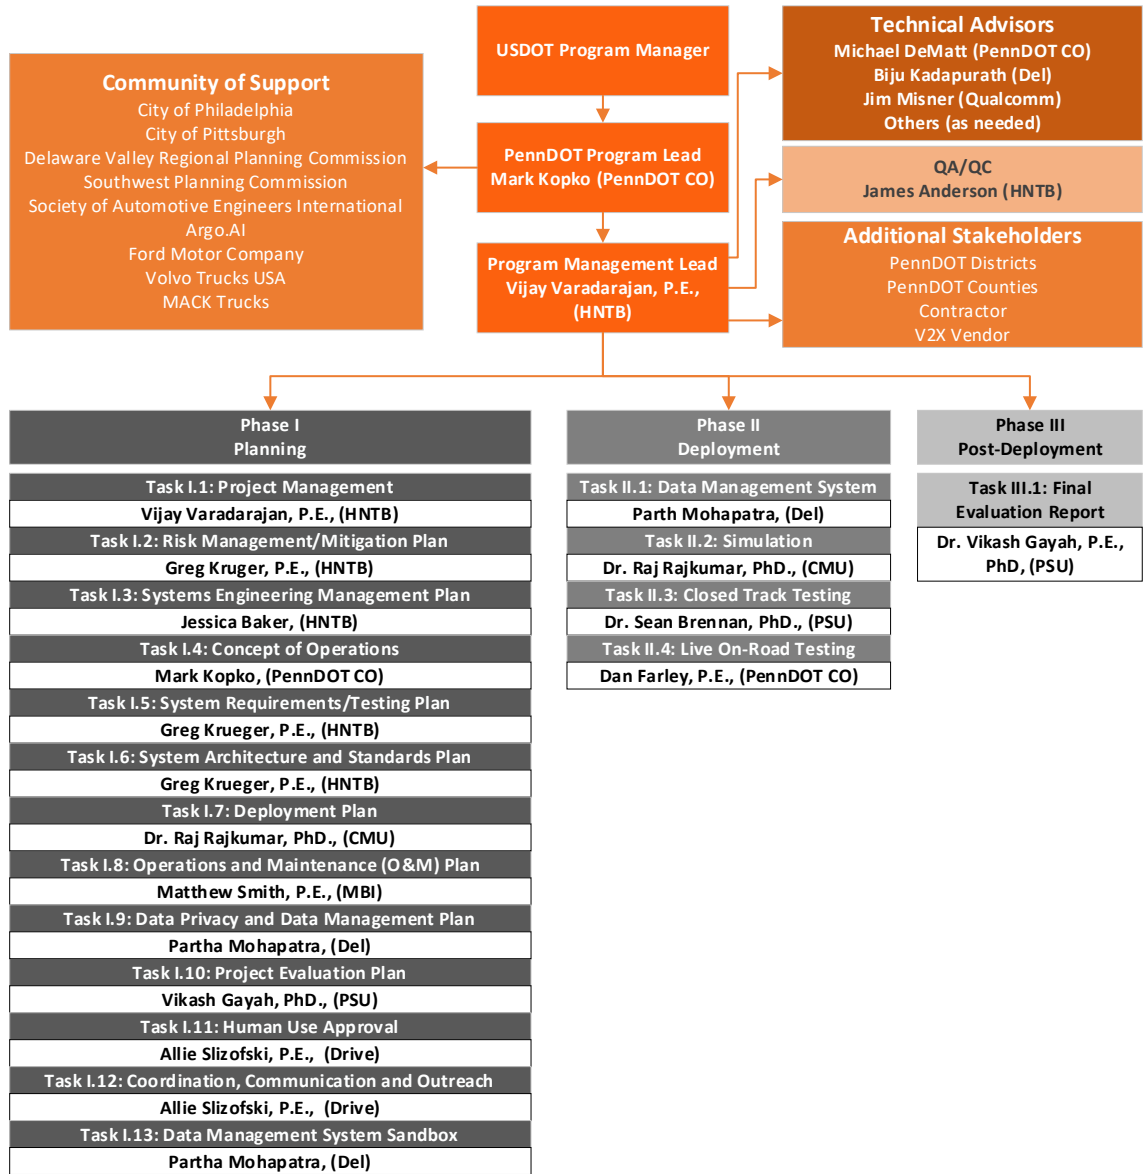 USDOT Program Manager
PennDOT Program Lead
Mark Kopko (PennDOT CO)
Program Management Lead
Vijay Varadarajan, P.E.,
(HNTB)
Community of Support
City of Philadelphia
City of Pittsburgh
Delaware Valley Regional Planning Commission
Southwest Planning Commission
Society of Automotive Engineers International
Argo.AI
Ford Motor Company
Volvo Trucks USA
MACK Trucks
Technical Advisors
Michael DeMatt (PennDOT CO)
Biju Kadapurath (Del)
Jim Misner (Qualcomm)
Others (as needed)
QA/QC
James Anderson (HNTB)
Additional Stakeholders
PennDOT Districts
PennDOT Counties
Contractor
V2X Vendor
Phase I
Planning
Task I.1: Project Management
Vijay Varadarajan, P.E., (HNTB)
Task I.2: Risk Management/Mitigation Plan
Greg Kruger, P.E., (HNTB)
Task I.3: Systems Engineering Management Plan
Jessica Baker, (HNTB)
Task I.4: Concept of Operations
Mark Kopko, (PennDOT CO)
Task I.5: System Requirements/Testing Plan
Greg Krueger, P.E., (HNTB)
Task I.6: System Architecture and Standards Plan
Greg Krueger, P.E., (HNTB)
Task I.7: Deployment Plan
Dr. Raj Rajkumar, PhD., (CMU)
Task I.8: Operations and Maintenance (O&M) Plan
Matthew Smith, P.E., (MBI)
Task I.9: Data Privacy and Data Management Plan
Partha Mohapatra, (Del)
Task I.10: Project Evaluation Plan
Vikash Gayah, PhD., (PSU)
Task I.11: Human Use Approval
Allie Slizofski, P.E., (Drive)
Task I.12: Coordination, Communication and Outreach
Allie Slizofski, P.E., (Drive)
Task I.13: Data Management System Sandbox
Partha Mohapatra, (Del)
Phase II
Deployment
Task II.1: Data Management System
Parth Mohapatra, (Del)
Task II.2: Simulation
Dr. Raj Rajkumar, PhD., (CMU)
Task II.3: Closed Track Testing
Dr. Sean Brennan, PhD., (PSU)
Task II.4: Live On-Road Testing
Dan Farley, P.E., (PennDOT CO)
Phase III
Post-Deployment
Task III.1: Final
Evaluation Report
Dr. Vikash Gayah, P.E.,
PhD, (PSU)